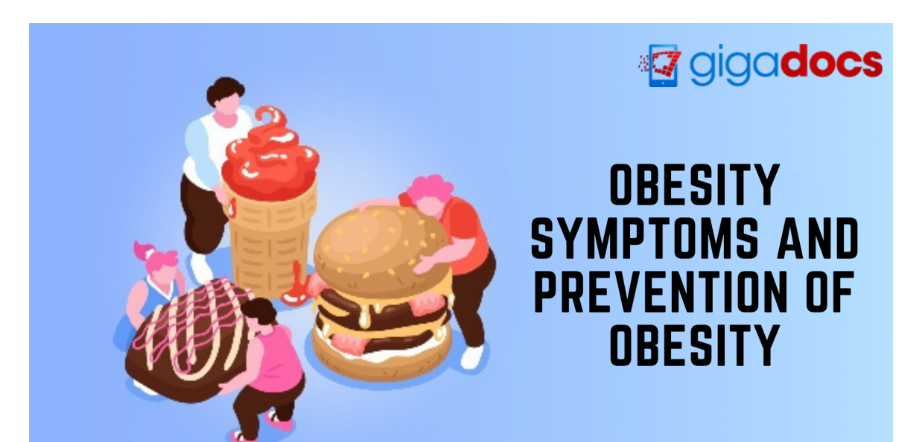 gigadocs
OBESITY
SYMPTOMS AND
PREVENTION OF
OBESITY